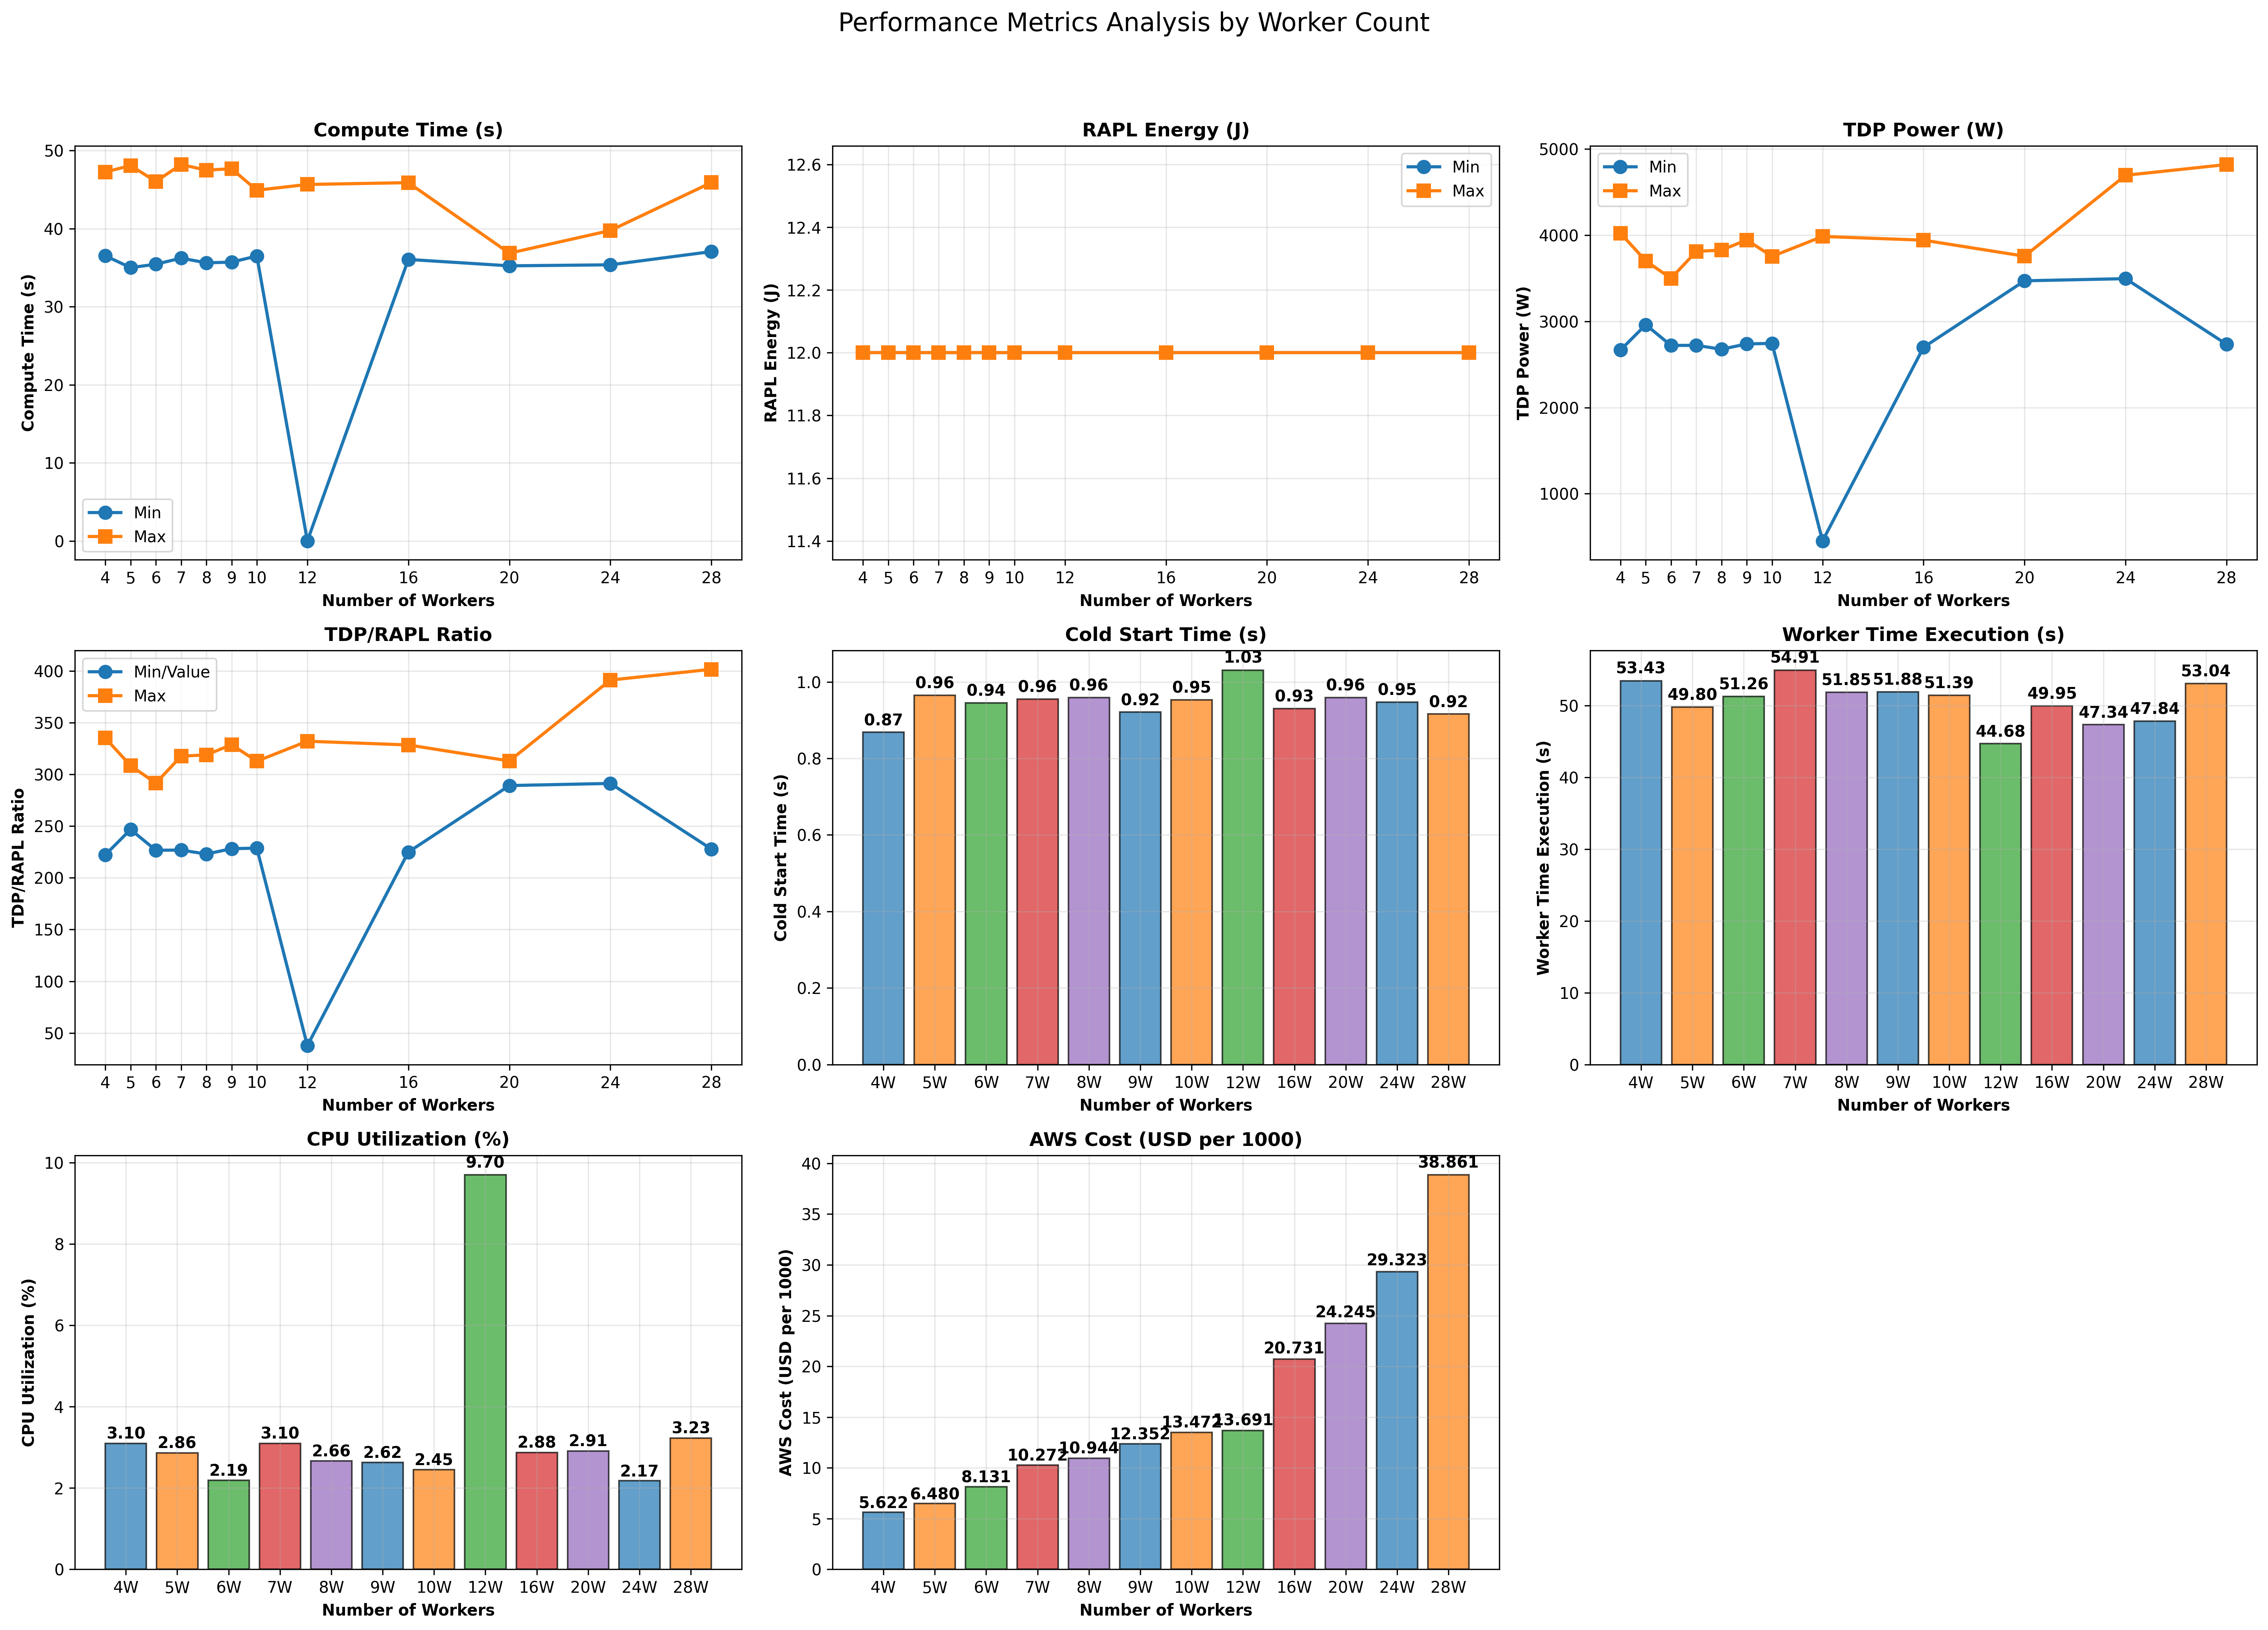 Performance Metrics Analysis by Worker Count
Compute Time (s)
Compute Time (s)
50
40
30
20
10
0
Min
Max
4 5 6 7 8 9 10 12 16 20 24 28
Number of Workers
RAPL Energy (J)
RAPL Energy (J)
12.6
12.4
12.2
12.0
11.8
11.6
11.4
Min
Max
4 5 6 7 8 9 10 12 16 20 24 28
Number of Workers
TDP Power (W)
TDP Power (W)
5000
4000
3000
2000
1000
Min
Max
4 5 6 7 8 9 10 12 16 20 24 28
Number of Workers
TDP/RAPL Ratio
TDP/RAPL Ratio
400
350
300
250
200
150
100
50
Min/Value
Max
4 5 6 7 8 9 10 12 16 20 24 28
Number of Workers
Cold Start Time (s)
Cold Start Time (s)
1.0
0.8
0.6
0.4
0.2
0.0
0.87 0.96 0.94 0.96 0.96 0.92 0.95 1.03 0.93 0.96 0.95 0.92
4W 5W 6W 7W 8W 9W 10W 12W 16W 20W 24W 28W
Number of Workers
Worker Time Execution (s)
Worker Time Execution (s)
50
40
30
20
10
0
53.43 49.80 51.26 54.91 51.85 51.88 51.39 44.68 49.95 47.34 47.84 53.04
4W 5W 6W 7W 8W 9W 10W 12W 16W 20W 24W 28W
Number of Workers
CPU Utilization (%)
CPU Utilization (%)
10
8
6
4
2
0
3.10 2.86 2.19 3.10 2.66 2.62 2.45 9.70 2.88 2.91 2.17 3.23
4W 5W 6W 7W 8W 9W 10W 12W 16W 20W 24W 28W
Number of Workers
AWS Cost (USD per 1000)
AWS Cost (USD per 1000)
40
35
30
25
20
15
10
5
0
5.622 6.480 8.131 10.272 10.944 12.352 13.472 13.691 20.731 24.245 29.323 38.861
4W 5W 6W 7W 8W 9W 10W 12W 16W 20W 24W 28W
Number of Workers